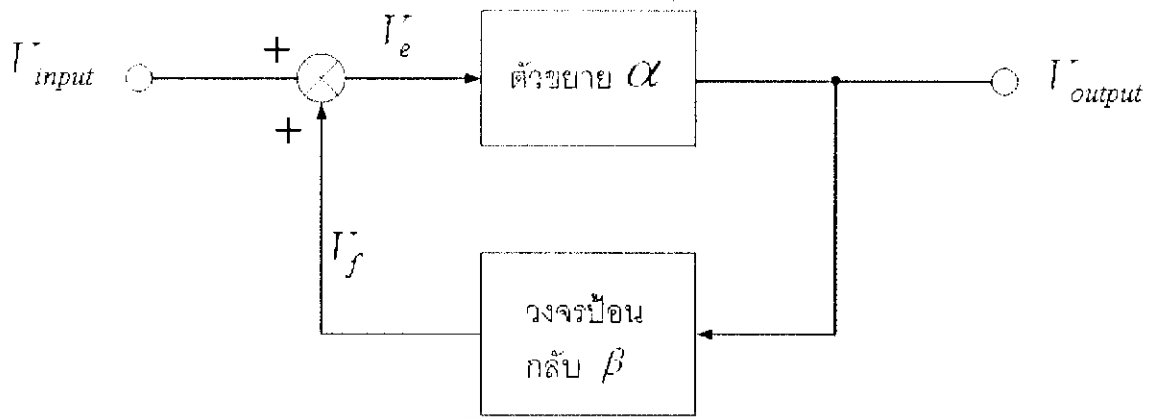 V_input
+
V_e
ตัวขยาย α
V_output
+
V_f
วงจรป้อน
กลับ β